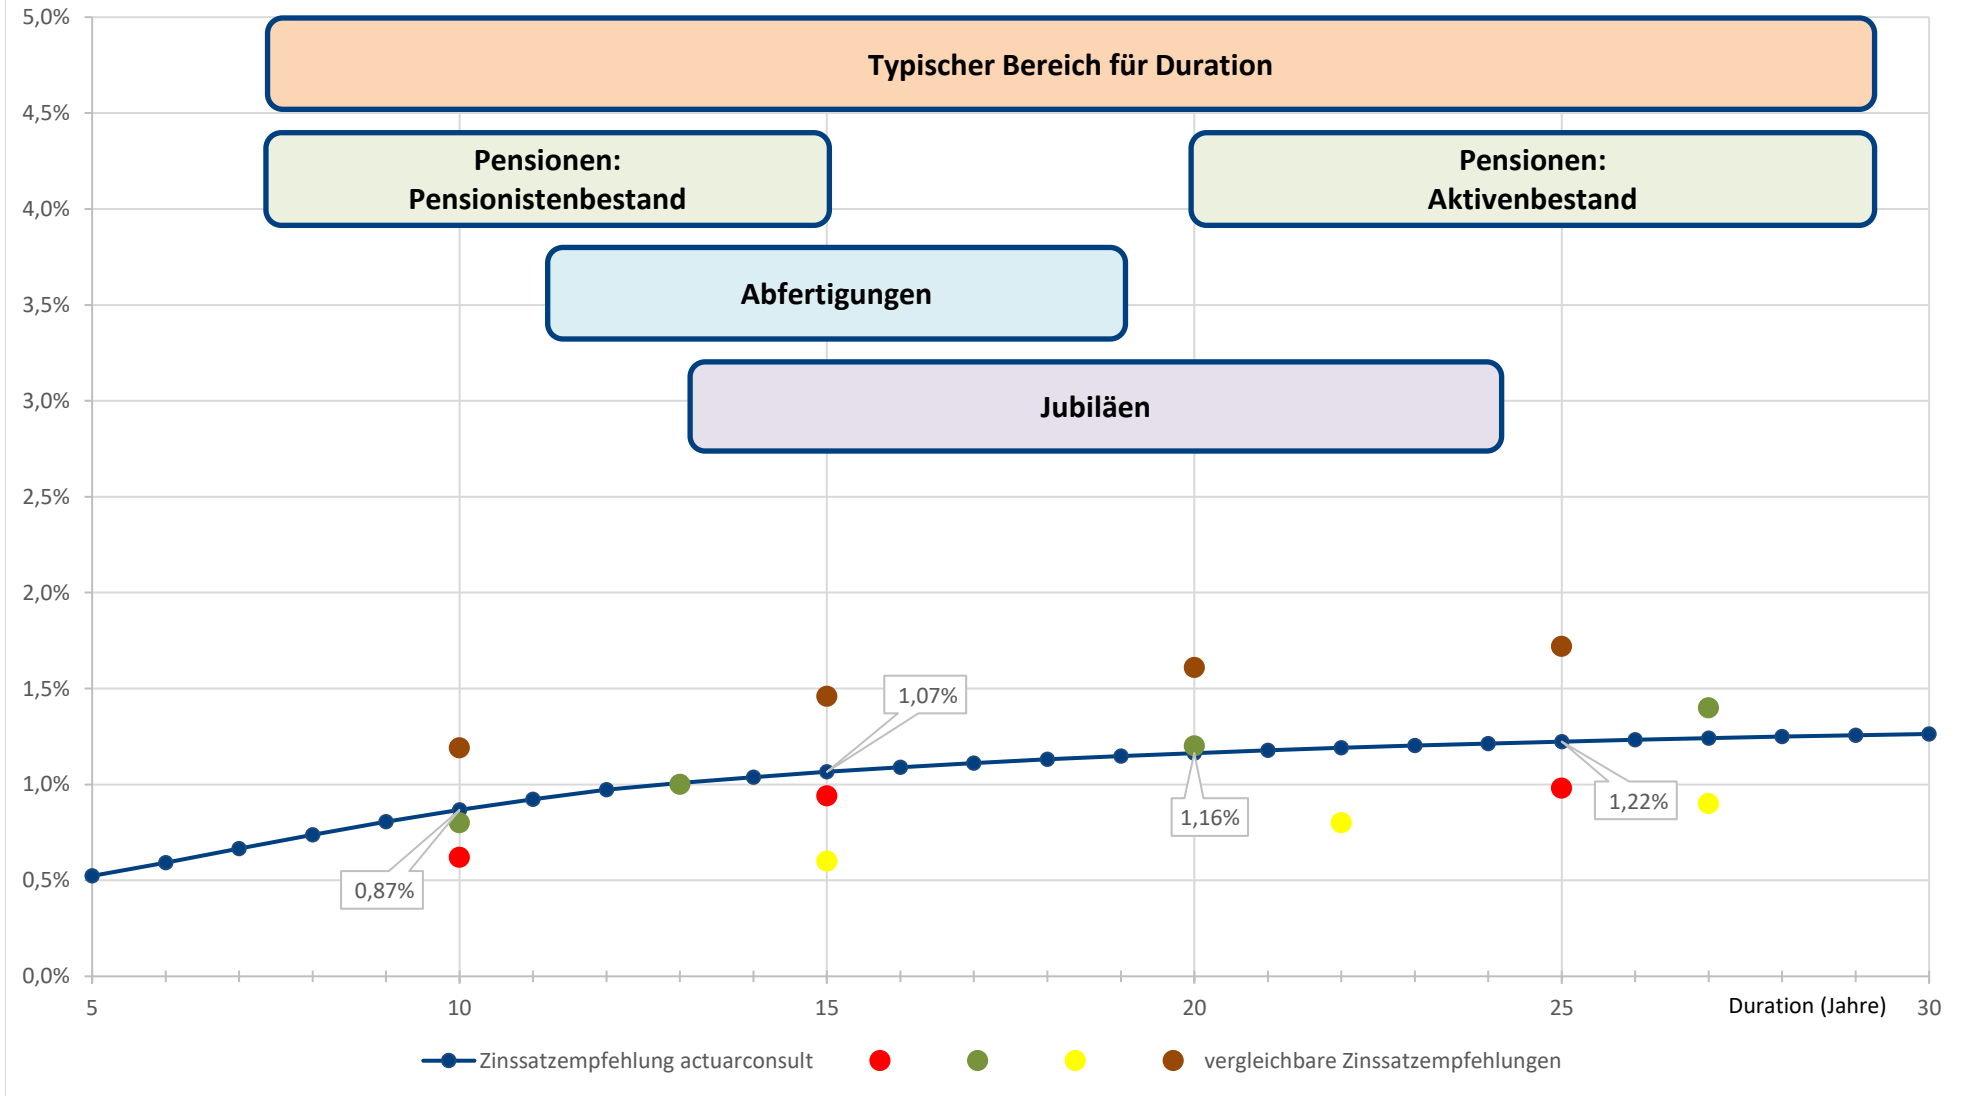 5,0%
Typischer Bereich für Duration
4,5%
Pensionen:
Pensionistenbestand
Pensionen:
Aktivenbestand
4,0%
Abfertigungen
3,5%
Jubiläen
3,0%
2,5%
2,0%
1,5%
1,07%
1,0%
1,22%
1,16%
0,87%
0,5%
0,0%
5 10 15 20 25 Duration (Jahre) 30
Zinssatzempfehlung actuarconsult vergleichbare Zinssatzempfehlungen